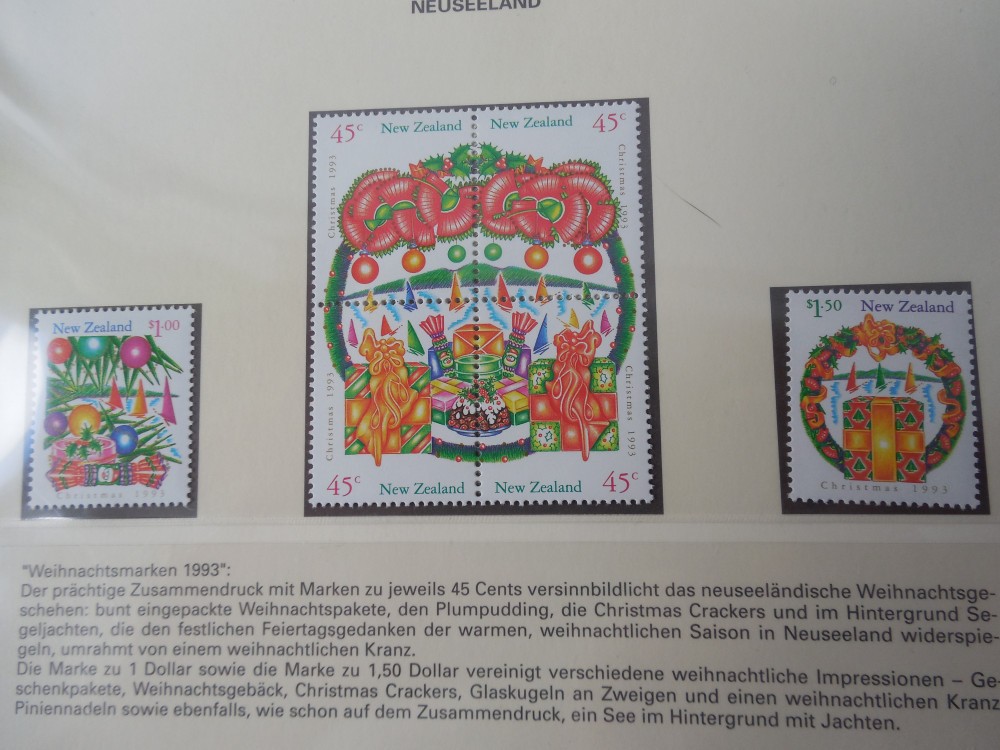 NEUSEELAND
45c New Zealand
New Zealand 45c
Christmas 1993
Christmas 1993
Christmas 1993
Christmas 1993
45c New Zealand
New Zealand 45c
New Zealand
$1.00
Christmas 1993
$1.50 New Zealand
Christmas 1993
"Weihnachtsmarken 1993":
Der prächtige Zusammendruck mit Marken zu jeweils 45 Cents versinnbildlicht das neuseeländische Weihnachtsge-
schehen: bunt eingepackte Weihnachtspakete, den Plumpudding, die Christmas Crackers und im Hintergrund Se-
geljachten, die den festlichen Feiertagsgedanken der warmen, weihnachtlichen Saison in Neuseeland widerspie-
geln, umrahmt von einem weihnachtlichen Kranz.
Die Marke zu 1 Dollar sowie die Marke zu 1,50 Dollar vereinigt verschiedene weihnachtliche Impressionen – Ge-
schenkpakete, Weihnachtsgebäck, Christmas Crackers, Glaskugeln an Zweigen und einen weihnachtlichen Kranz
Piniennadeln sowie ebenfalls, wie schon auf dem Zusammendruck, ein See im Hintergrund mit Jachten.